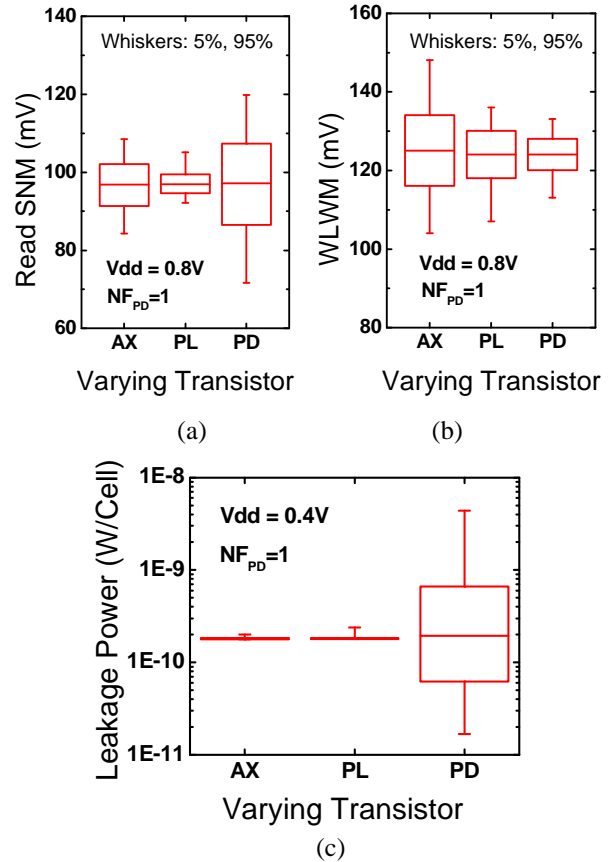 140
120
100
80
60
Read SNM (mV)
Whiskers: 5%, 95%
Vdd = 0.8V
NF_PD=1
AX PL PD
Varying Transistor
(a)
160
140
120
100
80
WLWM (mV)
Whiskers: 5%, 95%
Vdd = 0.8V
NF_PD=1
AX PL PD
Varying Transistor
(b)
1E-8
1E-9
1E-10
1E-11
Leakage Power (W/Cell)
Vdd = 0.4V
NF_PD=1
AX PL PD
Varying Transistor
(c)